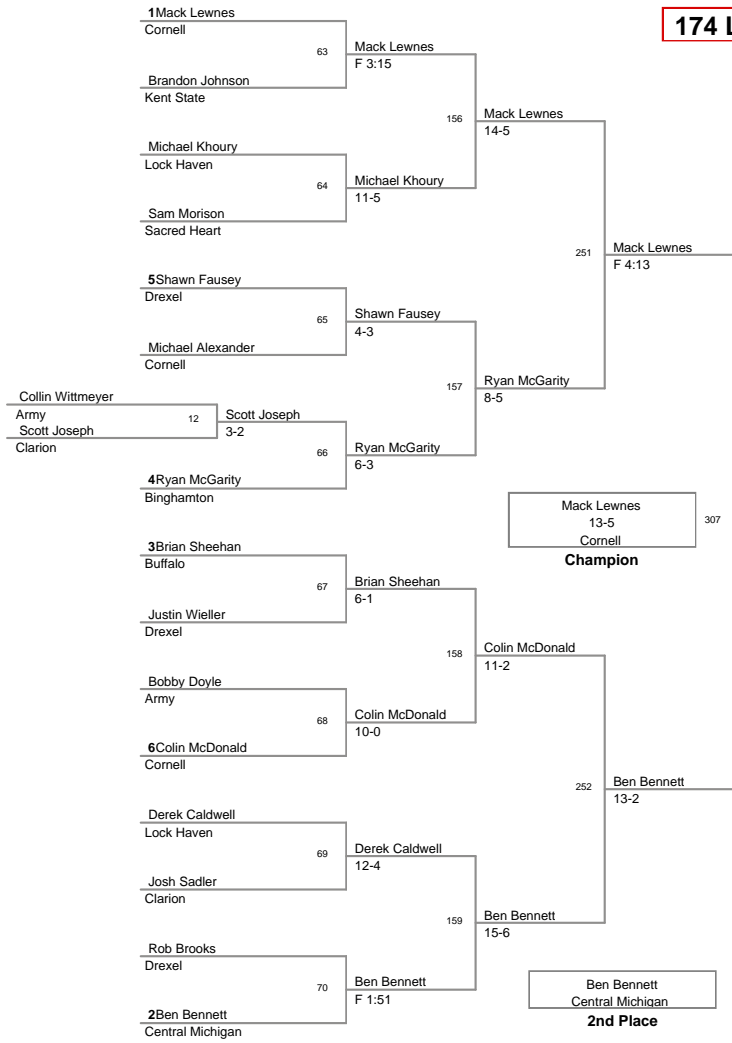 174 L
1Mack Lewnes
Cornell
63
Mack Lewnes
F 3:15
Brandon Johnson
Kent State
156
Mack Lewnes
14-5
Michael Khoury
Lock Haven
64
Michael Khoury
11-5
Sam Morison
Sacred Heart
251
Mack Lewnes
F 4:13
5Shawn Fausey
Drexel
65
Shawn Fausey
4-3
Michael Alexander
Cornell
157
Ryan McGarity
8-5
Collin Wittmeyer
Army
12
Scott Joseph
3-2
Scott Joseph
Clarion
66
Ryan McGarity
6-3
4Ryan McGarity
Binghamton
Mack Lewnes
13-5
Cornell
307
Champion
3Brian Sheehan
Buffalo
67
Brian Sheehan
6-1
Justin Wieller
Drexel
158
Colin McDonald
11-2
Bobby Doyle
Army
68
Colin McDonald
10-0
6Colin McDonald
Cornell
252
Ben Bennett
13-2
Derek Caldwell
Lock Haven
69
Derek Caldwell
12-4
Josh Sadler
Clarion
159
Ben Bennett
15-6
Rob Brooks
Drexel
70
Ben Bennett
F 1:51
2Ben Bennett
Central Michigan
Ben Bennett
Central Michigan
2nd Place